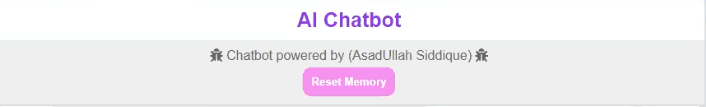 AI Chatbot
Chatbot powered by (AsadUllah Siddique)
Reset Memory